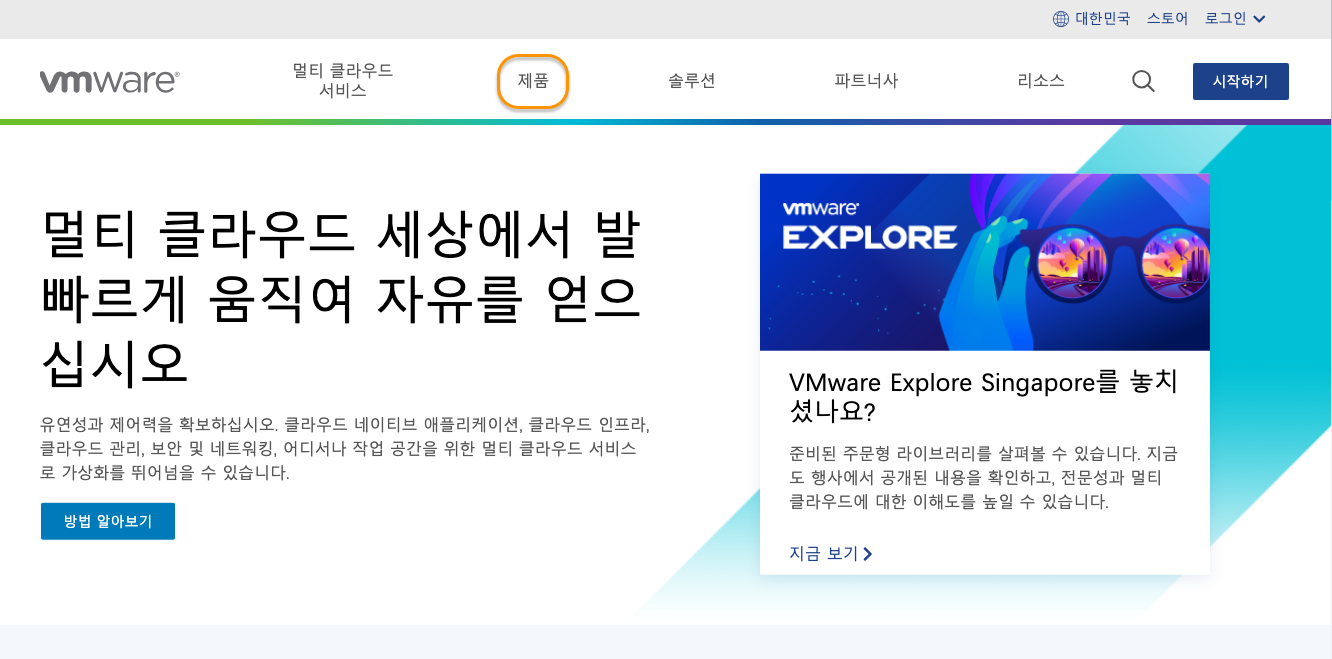 대한민국 스토어 로그인
vmware®
멀티 클라우드
서비스
제품
솔루션
파트너사
리소스
시작하기
멀티 클라우드 세상에서 발
빠르게 움직여 자유를 얻으
십시오
유연성과 제어력을 확보하십시오. 클라우드 네이티브 애플리케이션, 클라우드 인프라,
클라우드 관리, 보안 및 네트워킹, 어디서나 작업 공간을 위한 멀티 클라우드 서비스
로 가상화를 뛰어넘을 수 있습니다.
방법 알아보기
vmware®
EXPLORE
VMware Explore Singapore를 놓치
셨나요?
준비된 주문형 라이브러리를 살펴볼 수 있습니다. 지금
도 행사에서 공개된 내용을 확인하고, 전문성과 멀티
클라우드에 대한 이해도를 높일 수 있습니다.
지금 보기